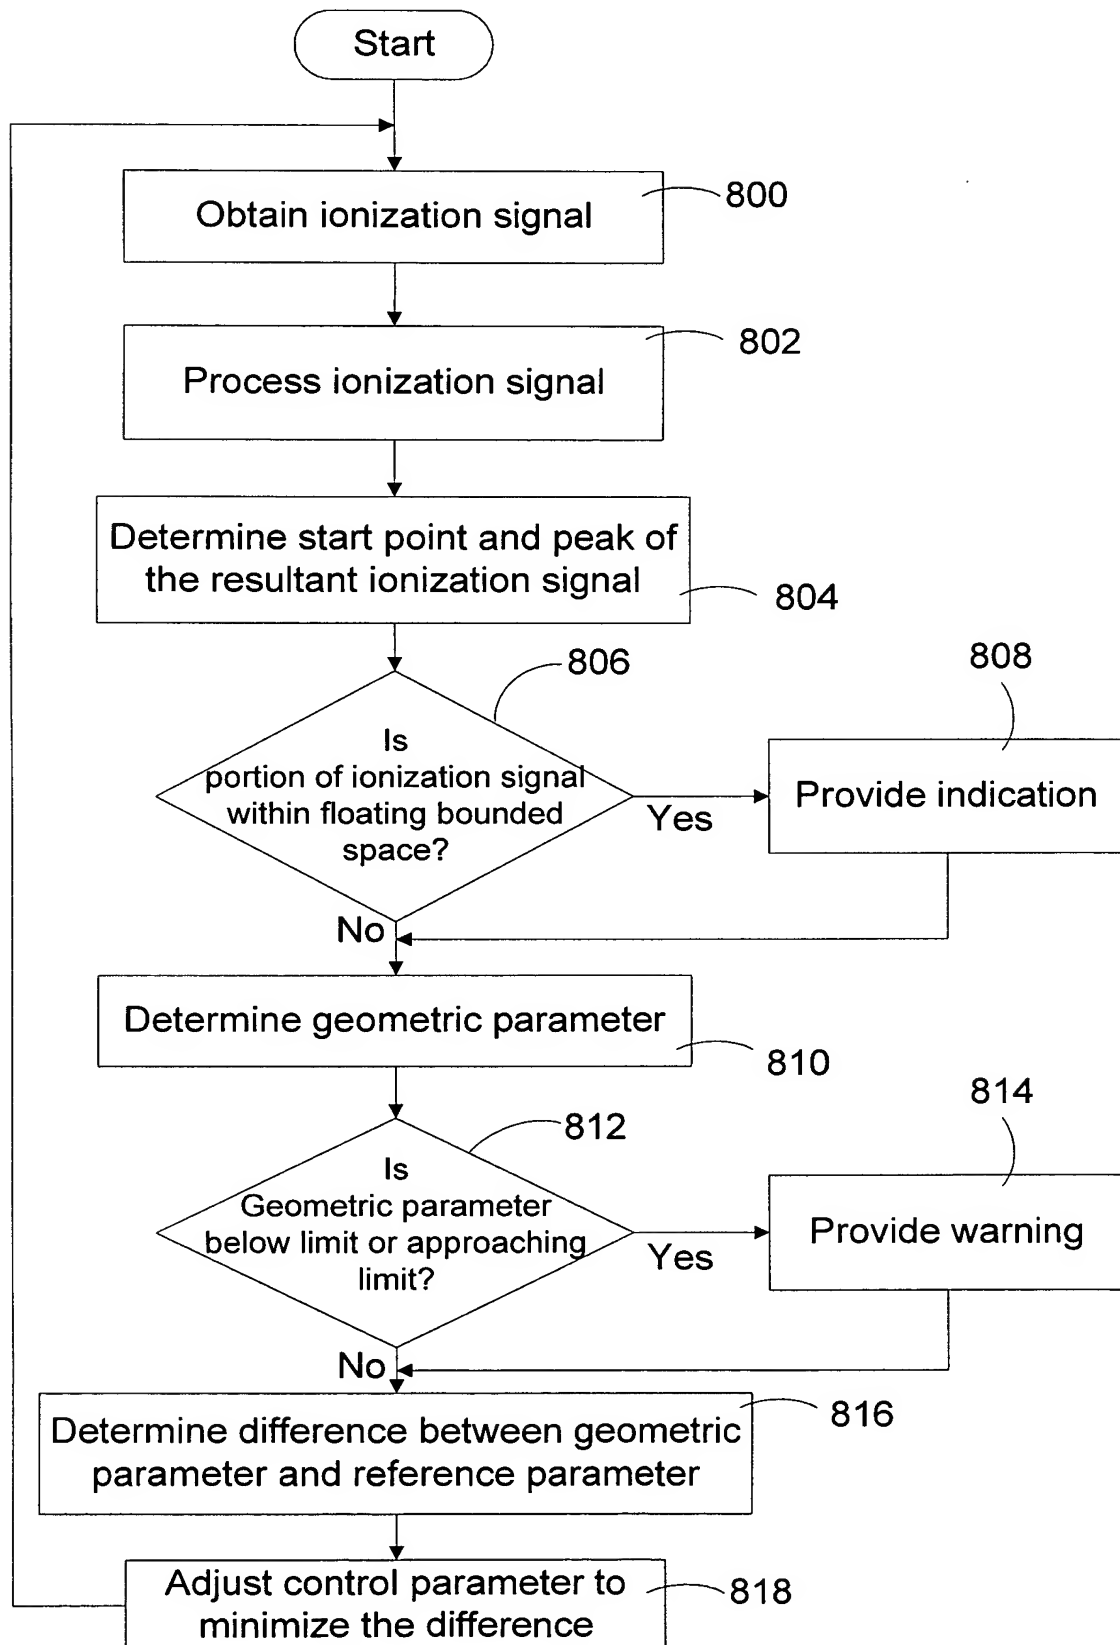 Start
Obtain ionization signal
800
Process ionization signal
802
Determine start point and peak of
the resultant ionization signal
804
806
Is
portion of ionization signal
within floating bounded
space?
Yes
808
Provide indication
No
Determine geometric parameter
810
812
Is
Geometric parameter
below limit or approaching
limit?
Yes
814
Provide warning
No
Determine difference between geometric
parameter and reference parameter
816
Adjust control parameter to
minimize the difference
818